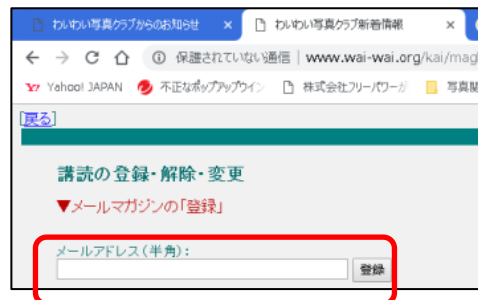 わいわい写真クラブからのお知らせ × わいわい写真クラブ新着情報 ×
保護されていない通信 | www.wai-wai.org/kai/mag
Yahoo! JAPAN 不正なポップアップウイン 株式会社フリーパワーが 写真関
[戻る]
講読の登録・解除・変更
▼メールマガジンの「登録」
メールアドレス(半角):
登録